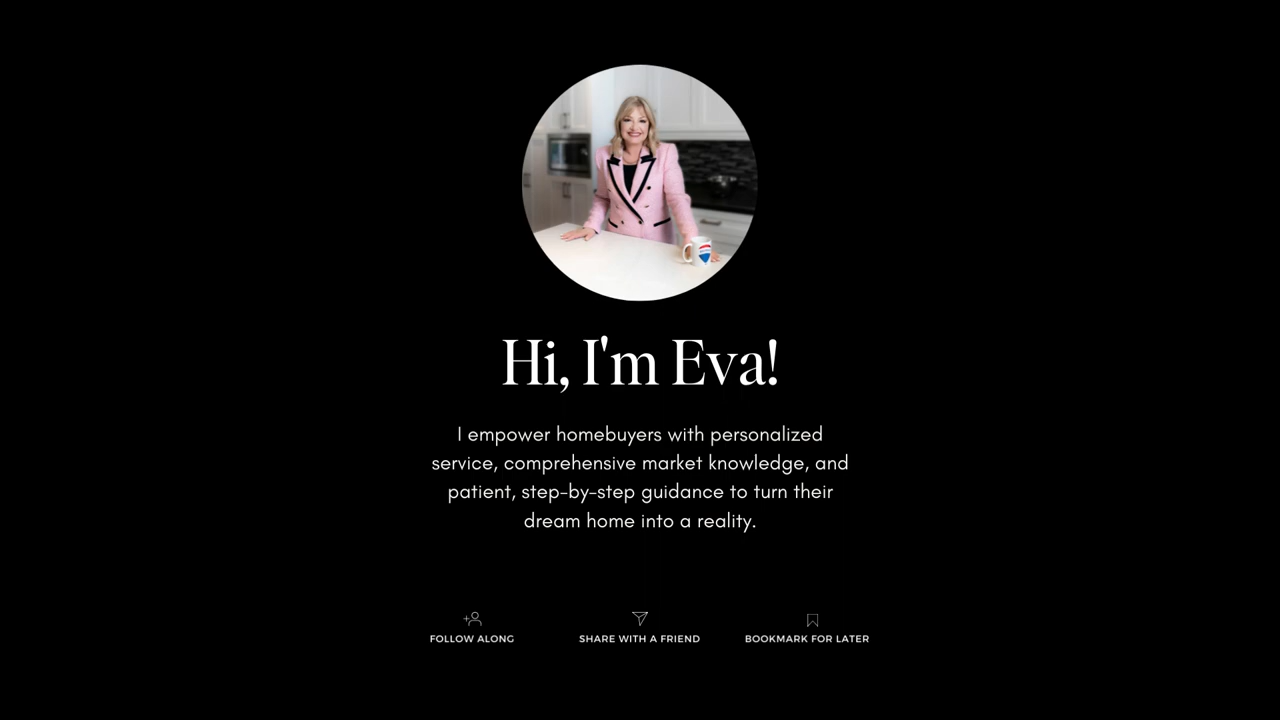 Hi, I'm Eva!
I empower homebuyers with personalized
service, comprehensive market knowledge, and
patient, step-by-step guidance to turn their
dream home into a reality.
FOLLOW ALONG
SHARE WITH A FRIEND
BOOKMARK FOR LATER